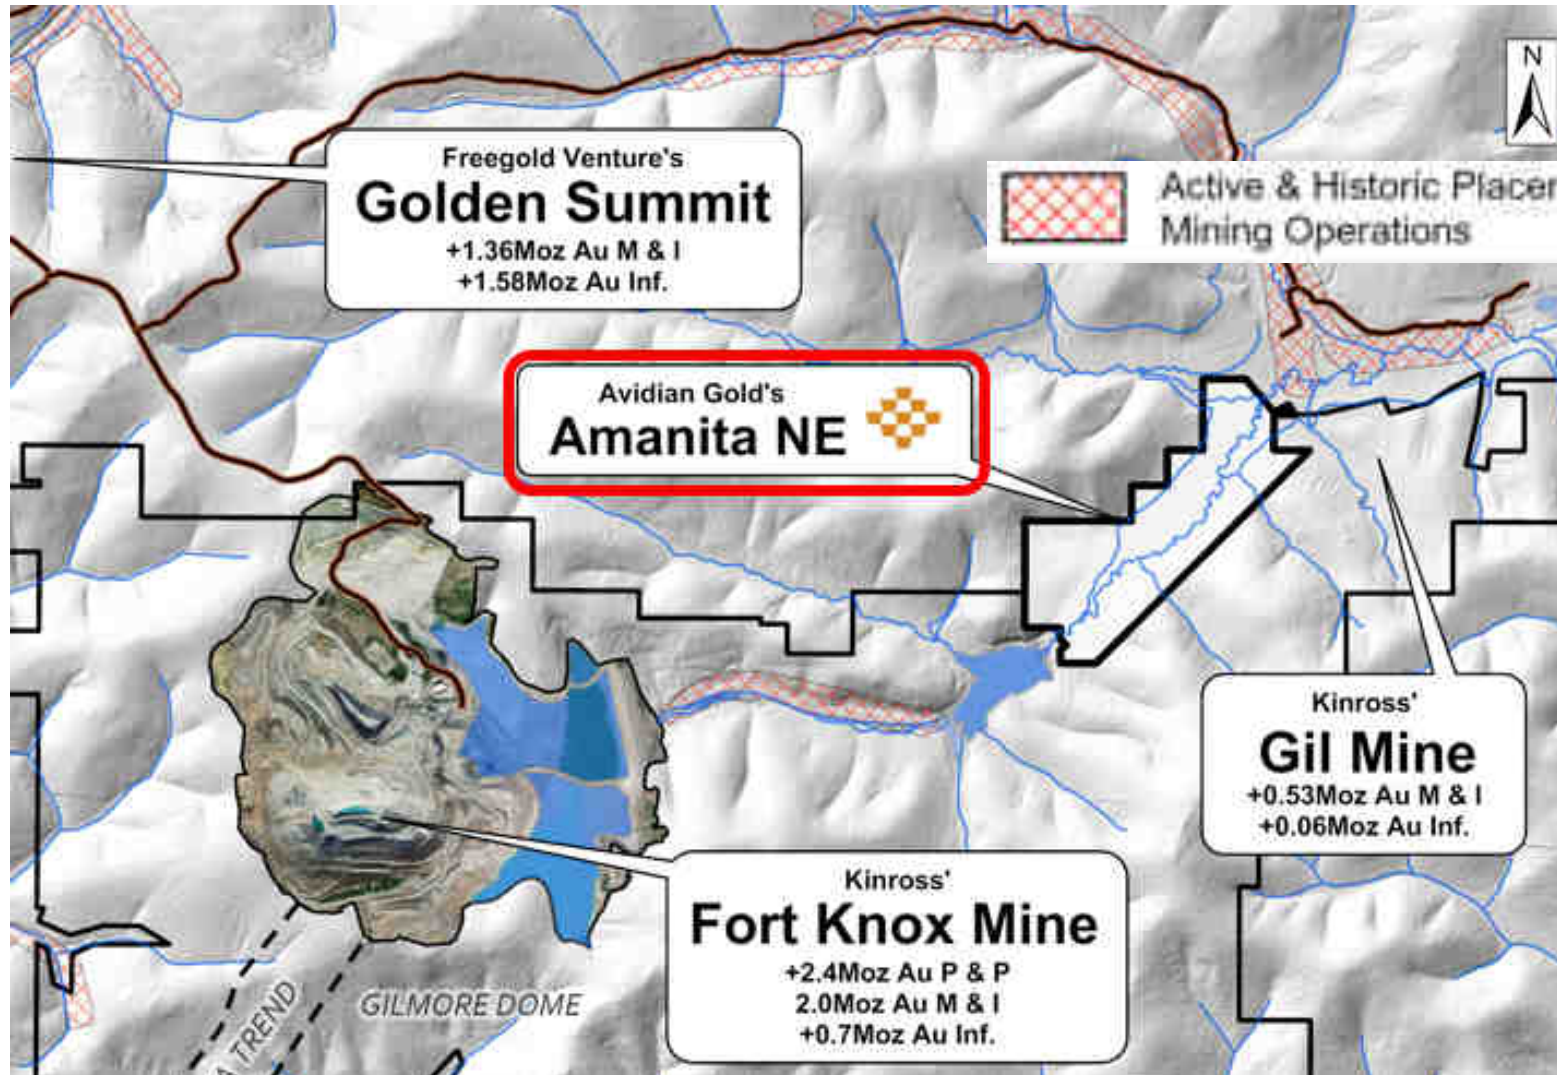 N
Freegold Venture's
Golden Summit
+1.36Moz Au M & I
+1.58Moz Au Inf.
Active & Historic Placer
Mining Operations
Avidian Gold's
Amanita NE
Kinross'
Gil Mine
+0.53Moz Au M & I
+0.06Moz Au Inf.
Kinross'
Fort Knox Mine
+2.4Moz Au P & P
2.0Moz Au M & I
+0.7Moz Au Inf.
GILMORE DOME
A TREND